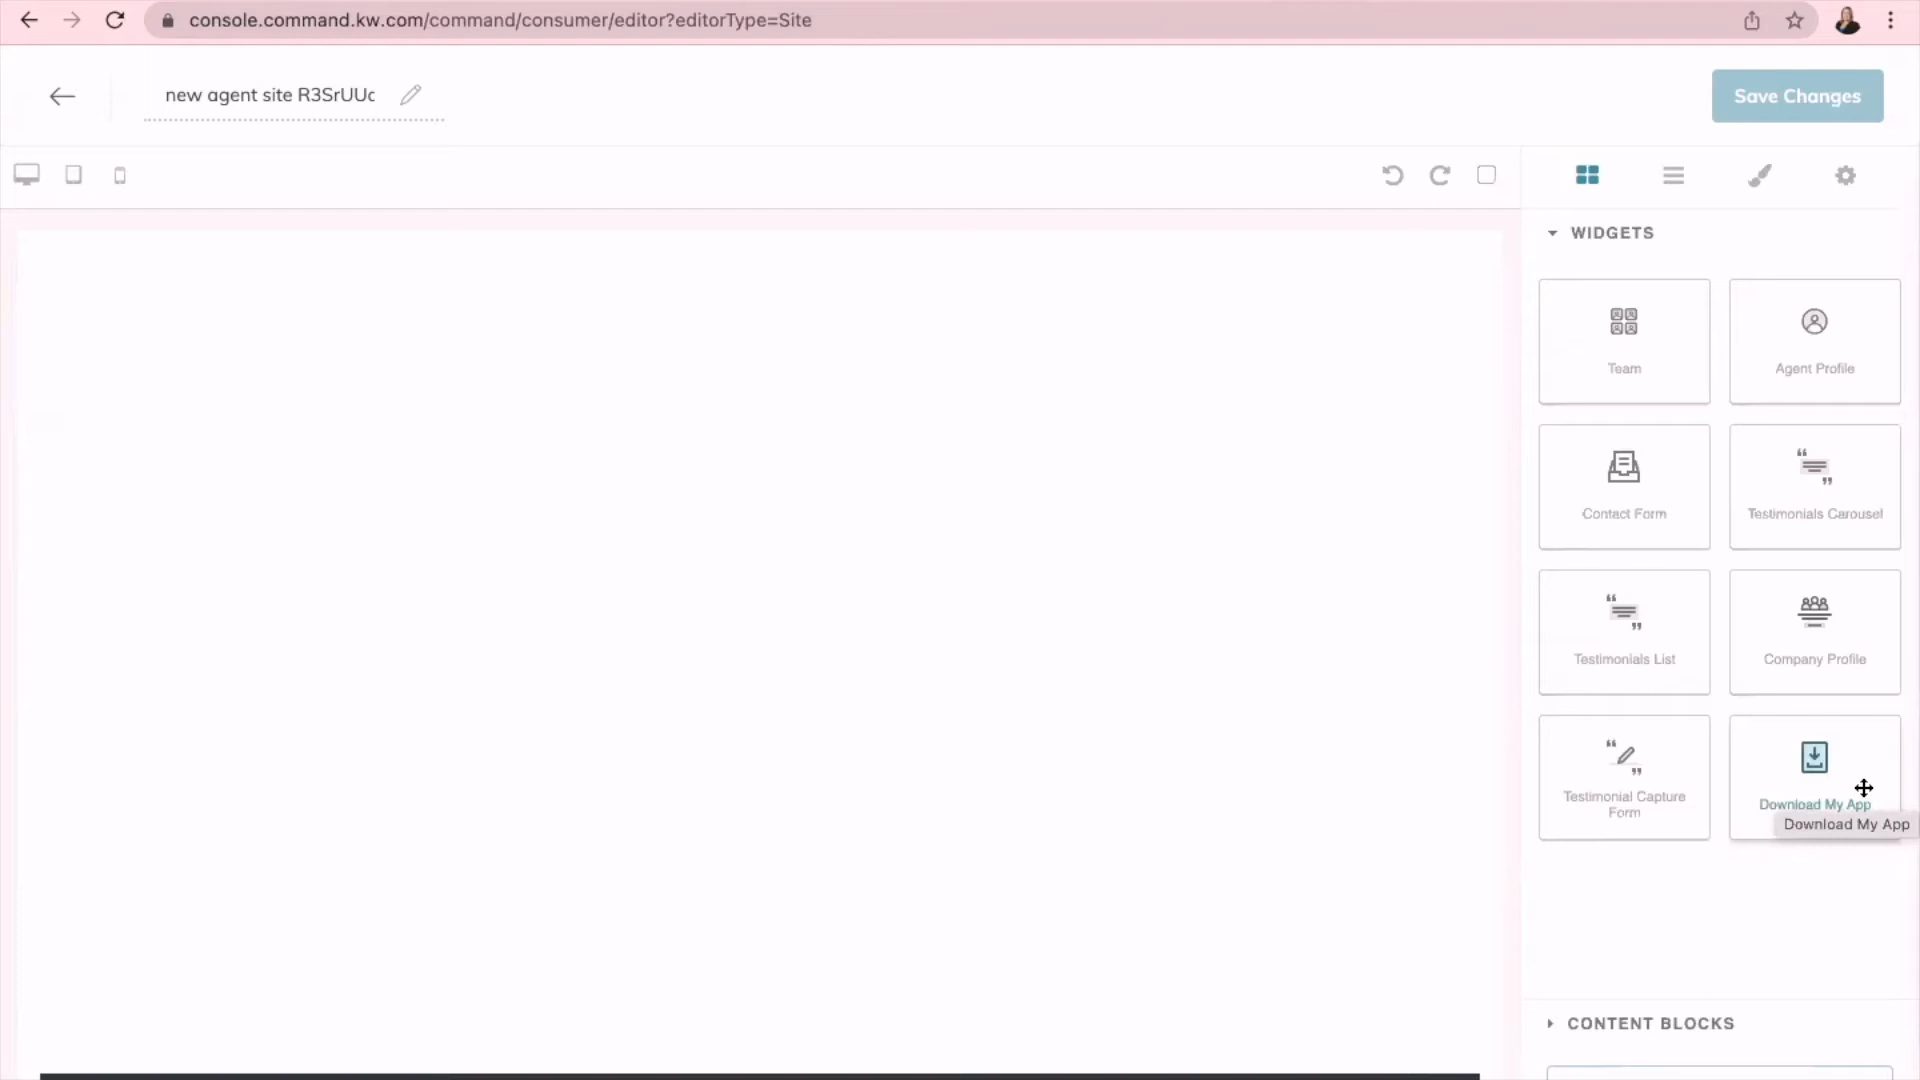 console.command.kw.com/command/consumer/editor?editorType=Site
new agent site R3SrUUc
Save Changes
WIDGETS
Team
Agent Profile
Contact Form
Testimonials Carousel
Testimonials List
Company Profile
Testimonial Capture
Form
Download My App
Download My App
CONTENT BLOCKS